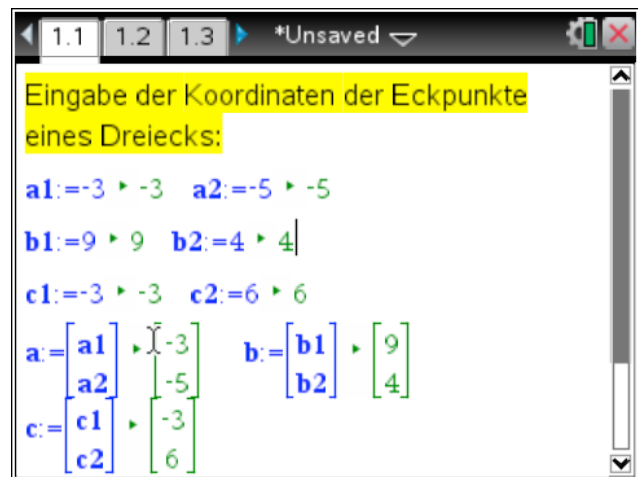 1.1 1.2 1.3 *Unsaved
Eingabe der Koordinaten der Eckpunkte
eines Dreiecks:
a1:=-3 ▸ -3 a2:=-5 ▸ -5
b1:=9 ▸ 9 b2:=4 ▸ 4
c1:=-3 ▸ -3 c2:=6 ▸ 6
a:=[a1 a2] ▸ [-3 -5] b:=[b1 b2] ▸ [9 4]
c:=[c1 c2] ▸ [-3 6]